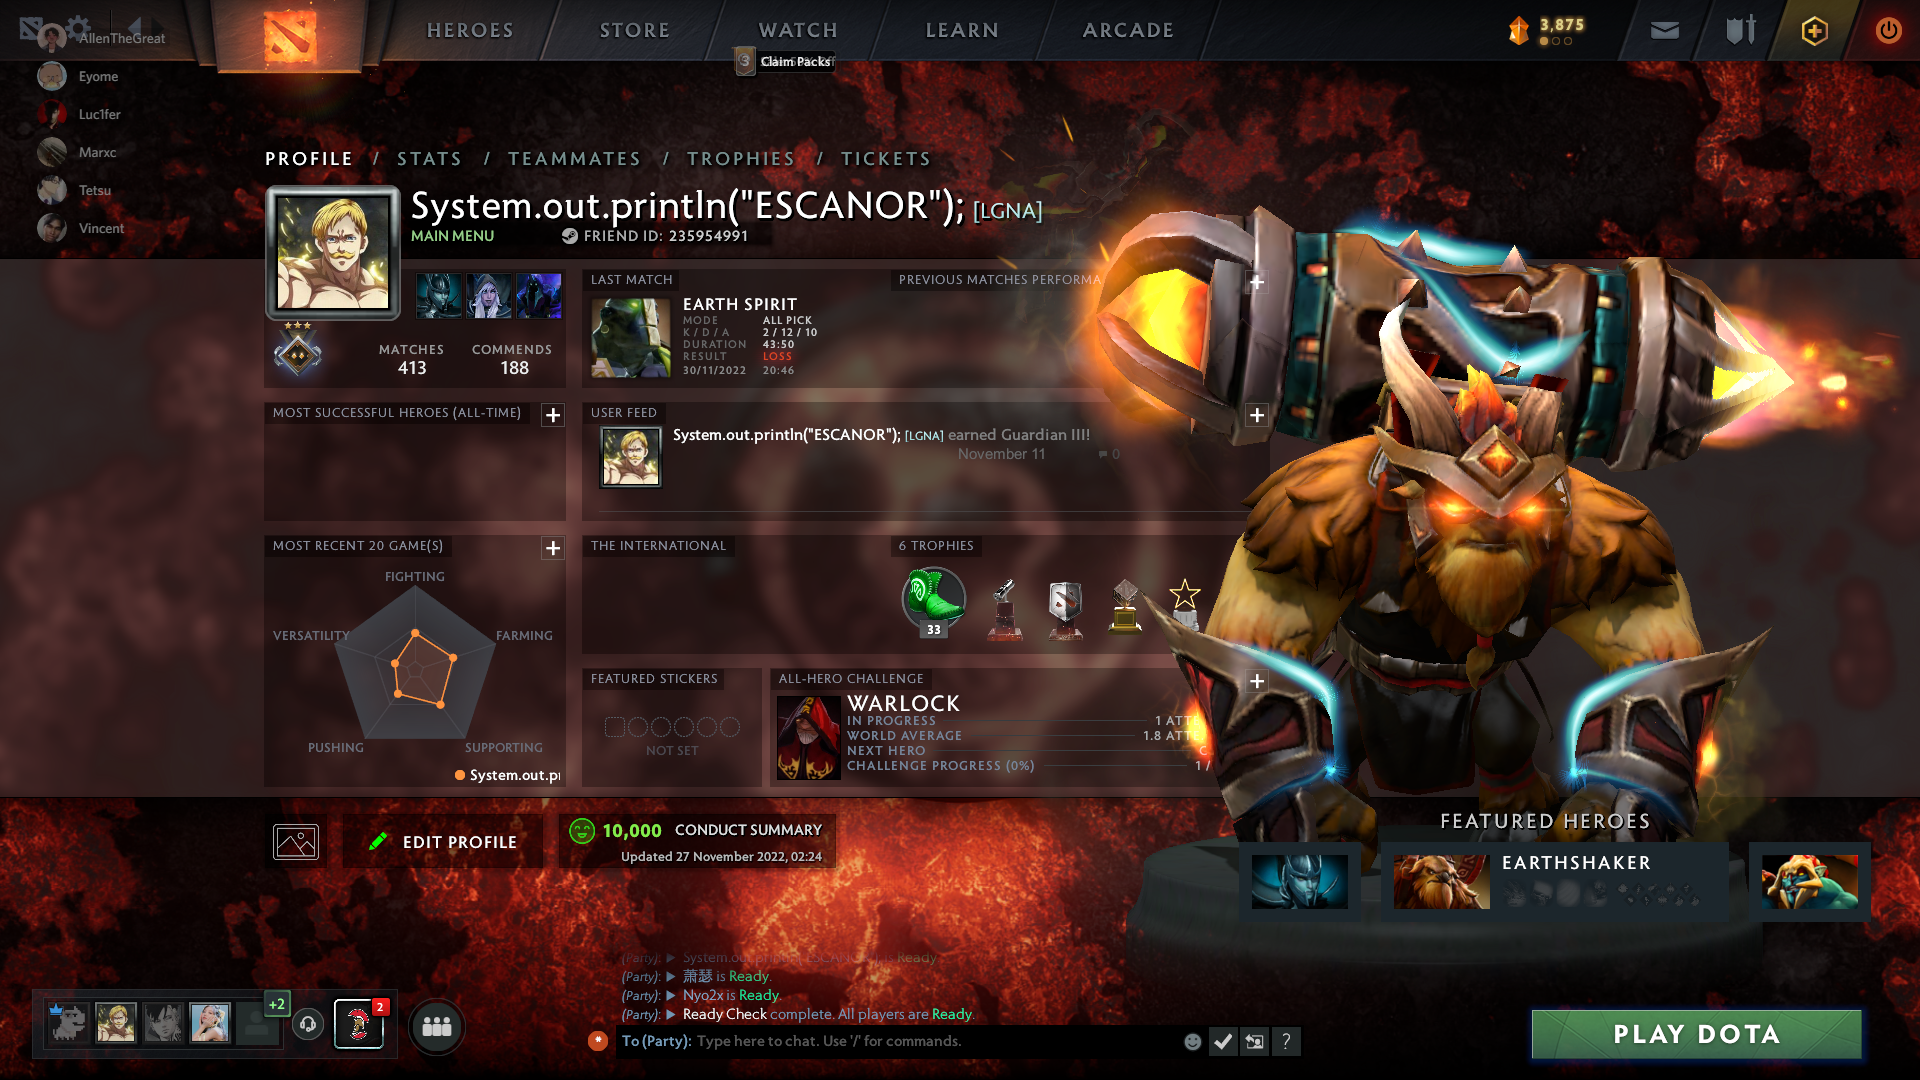 HEROES
STORE
WATCH
LEARN
ARCADE
3,875
3
Claim Packs
AllenTheGreat
Eyome
Luc1fer
Marxc
Tetsu
Vincent
PROFILE / STATS / TEAMMATES / TROPHIES / TICKETS
System.out.println("ESCANOR"); [LGNA]
MAIN MENU
FRIEND ID: 235954991
MATCHES
413
COMMENDS
188
LAST MATCH
EARTH SPIRIT
MODE ALL PICK
K / D / A 2 / 12 / 10
DURATION 43:50
RESULT LOSS
30/11/2022 20:46
PREVIOUS MATCHES PERFORMA
MOST SUCCESSFUL HEROES (ALL-TIME)
USER FEED
System.out.println("ESCANOR"); [LGNA] earned Guardian III!
November 11
0
MOST RECENT 20 GAME(S)
FIGHTING
VERSATILITY
FARMING
PUSHING
SUPPORTING
System.out.pr
THE INTERNATIONAL
6 TROPHIES
33
FEATURED STICKERS
NOT SET
ALL-HERO CHALLENGE
WARLOCK
IN PROGRESS 1 ATTE
WORLD AVERAGE 1.8 ATTE
NEXT HERO
CHALLENGE PROGRESS (0%) 1 /
EDIT PROFILE
10,000 CONDUCT SUMMARY
Updated 27 November 2022, 02:24
FEATURED HEROES
EARTHSHAKER
(Party): System.out.println("ESCANOR"); is Ready
(Party): 萧瑟 is Ready.
(Party): Nyo2x is Ready.
(Party): Ready Check complete. All players are Ready.
To (Party): Type here to chat. Use '/' for commands.
?
+2
2
PLAY DOTA